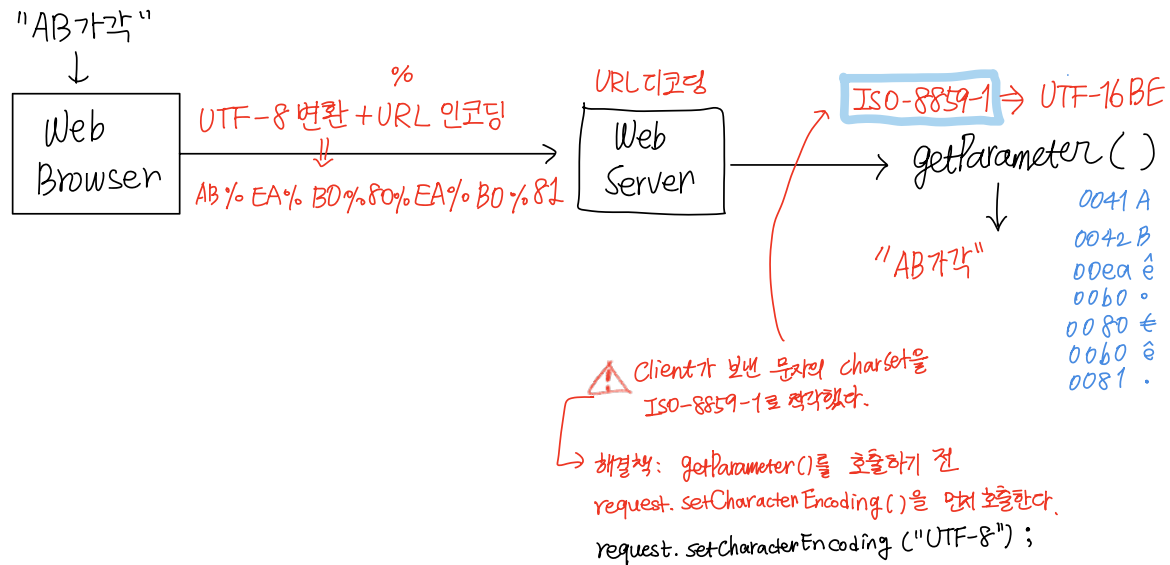 "AB가각"
Web
Browser
%
UTF-8 변환 + URL 인코딩
AB% EA% B0%80% EA% B0%81
URL 디코딩
Web
Server
ISO-8859-1 ⇒ UTF-16BE
getParameter()
"AB가각"
0041 A
0042 B
00ea ê
00b0 °
0080 €
00b0 ê
0081 .
Client가 보낸 문자의 charset을
ISO-8859-1로 착각했다.
해결책: getParameter()를 호출하기 전
request.setCharacterEncoding()을 먼저 호출한다.
request.setCharacterEncoding("UTF-8");